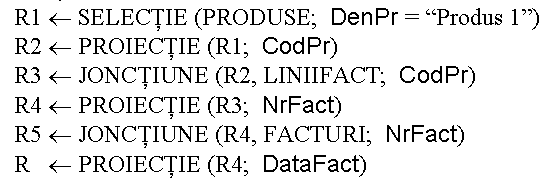 R1 ← SELECȚIE (PRODUSE; DenPr = “Produs 1”)
R2 ← PROIECȚIE (R1; CodPr)
R3 ← JONCȚIUNE (R2, LINIIFACT; CodPr)
R4 ← PROIECȚIE (R3; NrFact)
R5 ← JONCȚIUNE (R4, FACTURI; NrFact)
R ← PROIECȚIE (R4; DataFact)